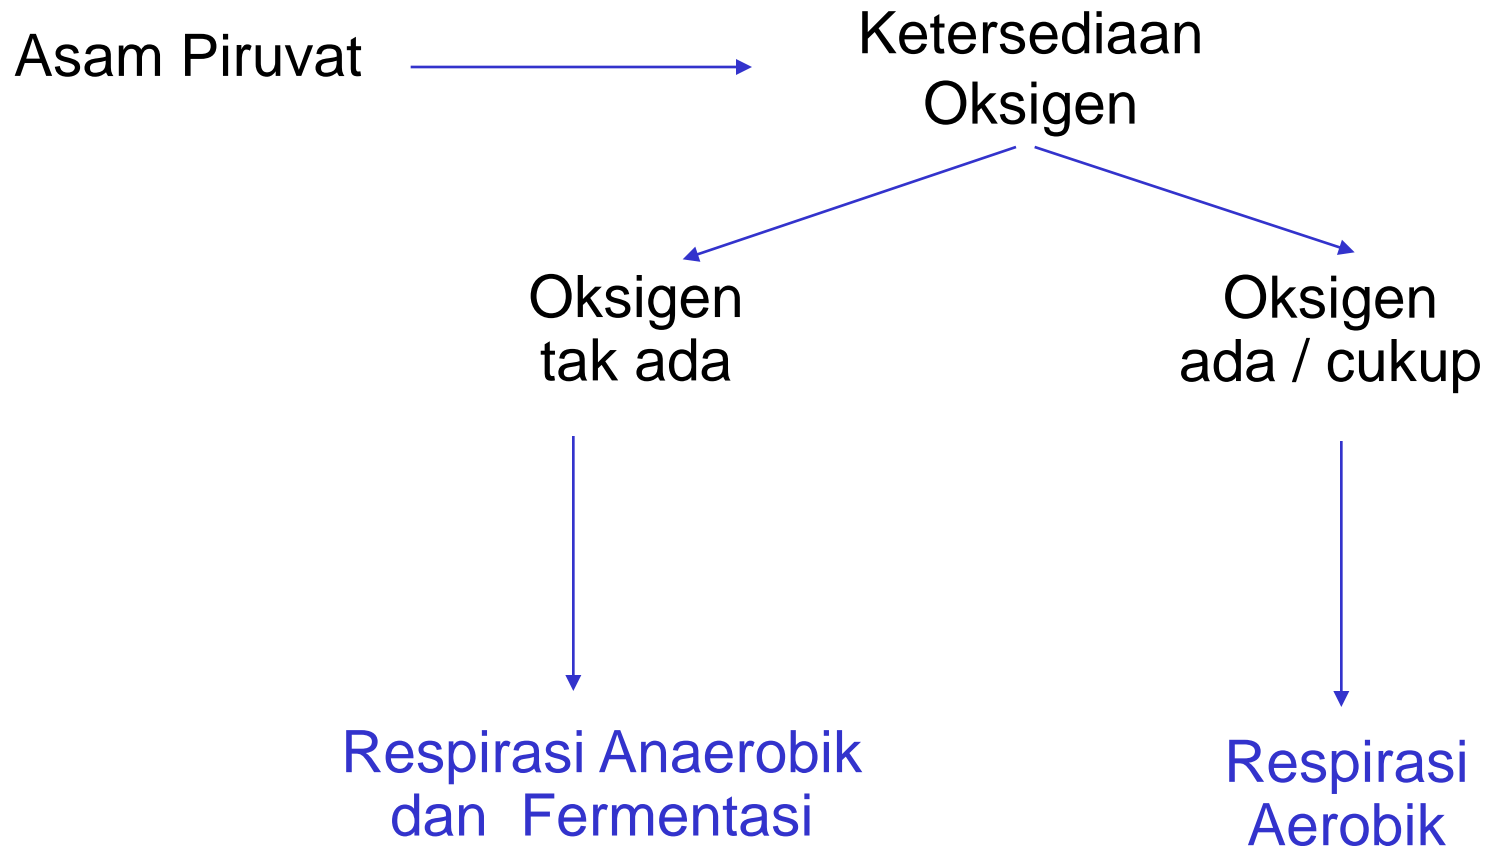 Asam Piruvat
Ketersediaan
Oksigen
Oksigen
tak ada
Oksigen
ada / cukup
Respirasi Anaerobik
dan  Fermentasi
Respirasi
Aerobik